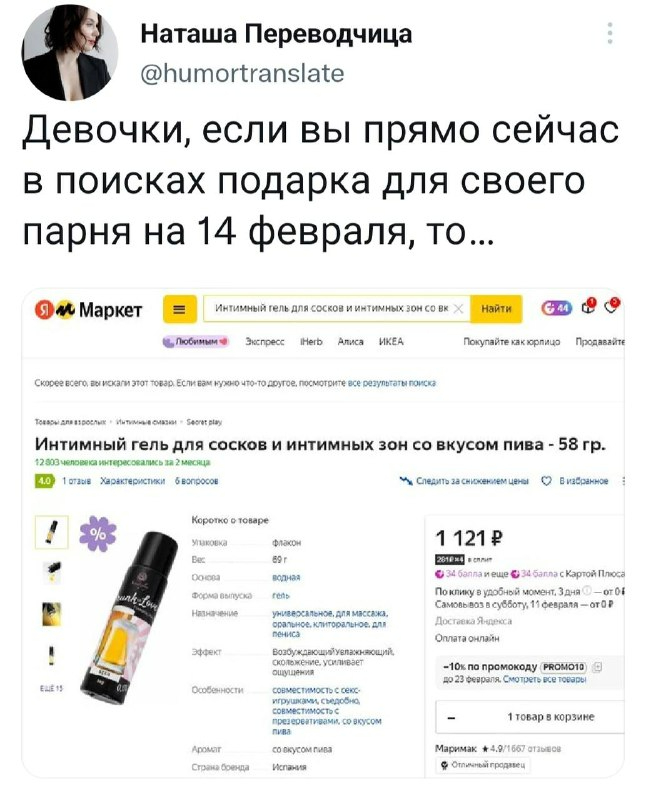 Наташа Переводчица
@humortranslate
Девочки, если вы прямо сейчас
в поисках подарка для своего
парня на 14 февраля, то...
Я М Маркет
Интимный гель для сосков и интимных зон со вк
Найти
44
Любимым Экспресс iHerb Алиса ИКЕА Покупайте как юрлицо Продавайте
Скорее всего, вы искали этот товар. Если вам нужно что-то другое, посмотрите все результаты поиска
Товары для взрослых • Интимные смазки • Secret play
Интимный гель для сосков и интимных зон со вкусом пива - 58 гр.
12 803 человека интересовались за 2 месяца
4.0 1 отзыв Характеристики 6 вопросов
Следить за снижением цены В избранное
%
ЕЩЁ 13
BEER
Коротко о товаре
Упаковка флакон
Вес 69 г
Основа водная
Форма выпуска гель
Назначение универсальное, для массажа,
оральное, клиторальное, для
пениса
Эффект Возбуждающий/увлажняющий,
скольжение, усиливает
ощущения
Особенности совместимость с секс-
игрушками, съедобно,
совместимость с
презервативами, со вкусом
пива
Аромат со вкусом пива
Страна бренда Испания
1 121 ₽
281₽×4 в сплит
34 балла и еще 34 балла с Картой Плюса
По клику в удобный момент, 3 дня — от 0 ₽
Самовывоз в субботу, 11 февраля — от 0 ₽
Доставка Яндекса
Оплата онлайн
−10% по промокоду PROMO10
до 23 февраля. Смотреть все товары
− 1 товар в корзине
Маримак ★ 4.9/1667 отзывов
Отличный продавец